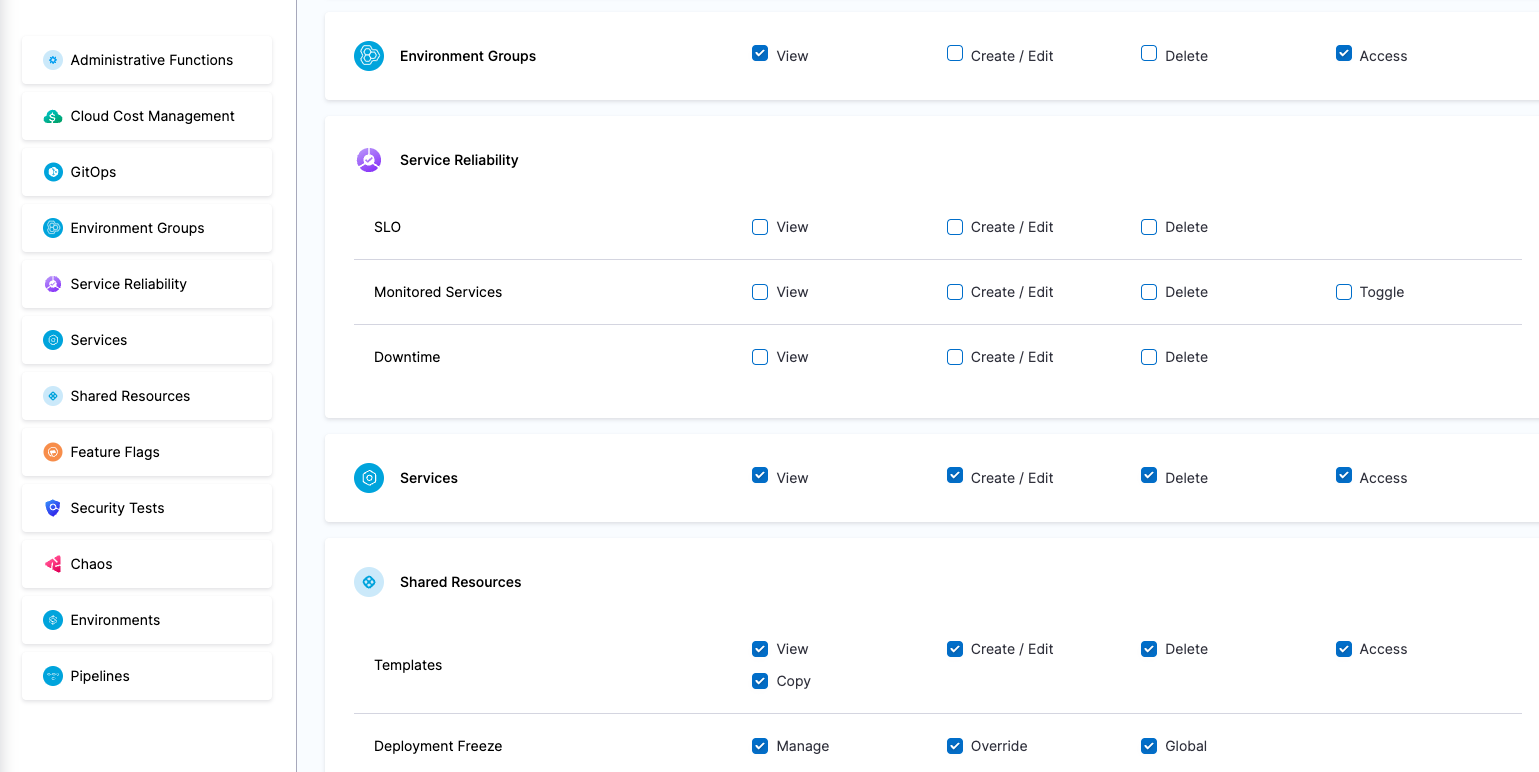 Administrative Functions
Cloud Cost Management
GitOps
Environment Groups
Service Reliability
Services
Shared Resources
Feature Flags
Security Tests
Chaos
Environments
Pipelines
Environment Groups View Create / Edit Delete Access
Service Reliability
SLO View Create / Edit Delete
Monitored Services View Create / Edit Delete Toggle
Downtime View Create / Edit Delete
Services View Create / Edit Delete Access
Shared Resources
Templates
View Create / Edit Delete Access
Copy
Deployment Freeze Manage Override Global